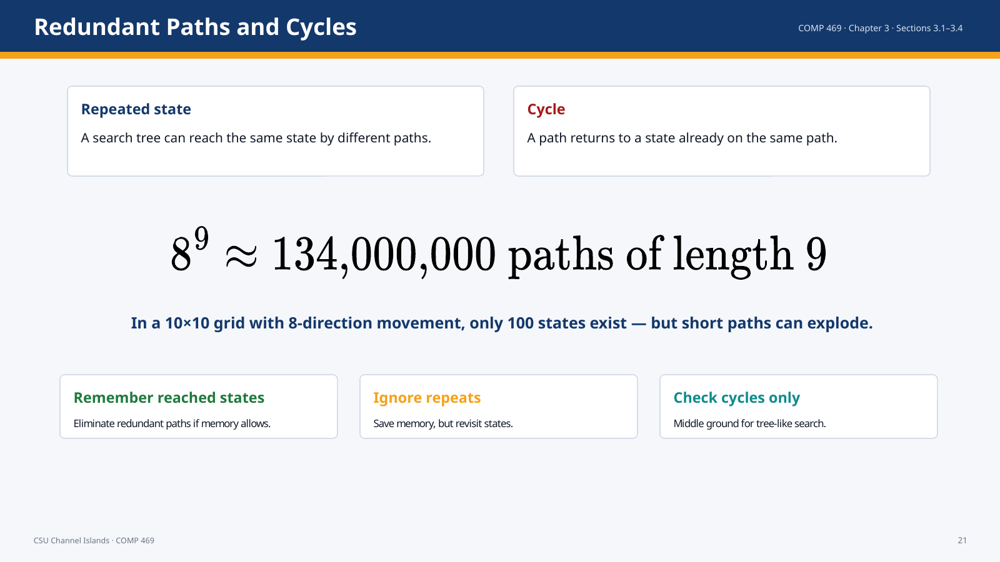 Redundant Paths and Cycles
COMP 469 · Chapter 3 · Sections 3.1–3.4
Repeated state
A search tree can reach the same state by different paths.
Cycle
A path returns to a state already on the same path.
8⁹ ≈ 134,000,000 paths of length 9
In a 10×10 grid with 8-direction movement, only 100 states exist — but short paths can explode.
Remember reached states
Eliminate redundant paths if memory allows.
Ignore repeats
Save memory, but revisit states.
Check cycles only
Middle ground for tree-like search.
CSU Channel Islands · COMP 469
21